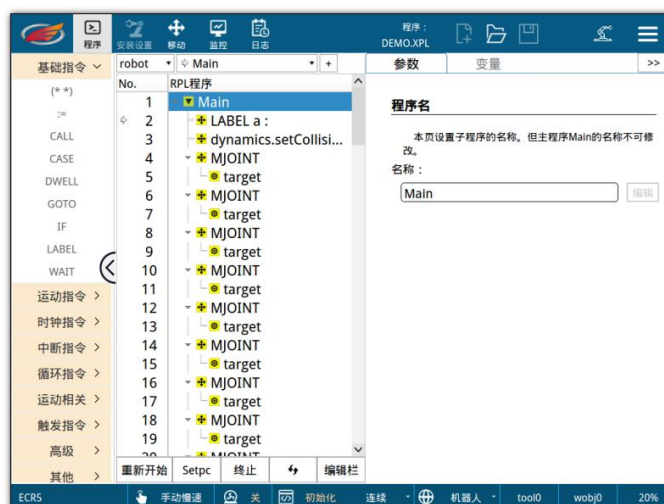 程序 安装设置 移动 监控 日志
程序：
DEMO.XPL
基础指令
robot Main +
参数 变量 >>
(* *)
:=
CALL
CASE
DWELL
GOTO
IF
LABEL
WAIT
运动指令 >
时钟指令 >
中断指令 >
循环指令 >
运动相关 >
触发指令 >
高级 >
其他 >
No. RPL程序
1 Main
2 LABEL a :
3 dynamics.setCollisi...
4 MJOINT
5 target
6 MJOINT
7 target
8 MJOINT
9 target
10 MJOINT
11 target
12 MJOINT
13 target
14 MJOINT
15 target
16 MJOINT
17 target
18 MJOINT
19 target
20 MJOINT
重新开始 Setpc 终止 编辑栏
程序名
本页设置子程序的名称。但主程序Main的名称不可修
改。
名称：
Main 编辑
ECR5 手动慢速 关 初始化 连续 机器人 tool0 wobj0 20%